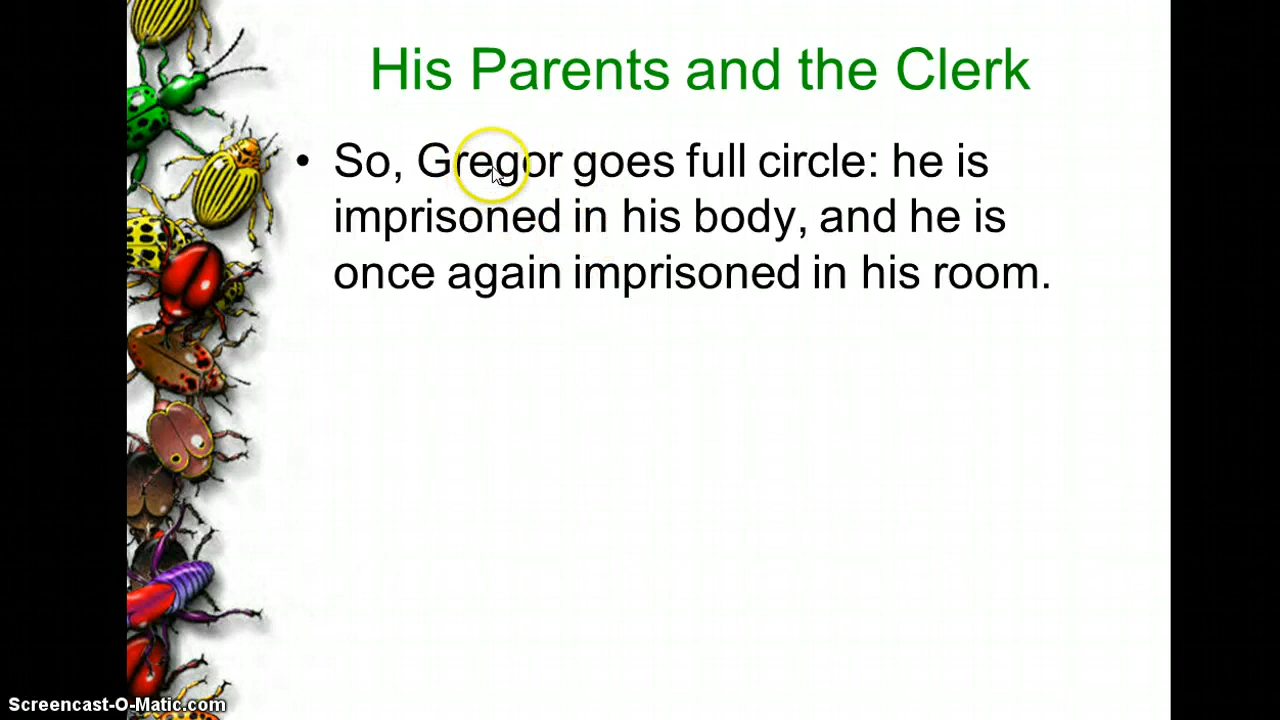 His Parents and the Clerk
• So, Gregor goes full circle: he is
imprisoned in his body, and he is
once again imprisoned in his room.
Screencast-O-Matic.com